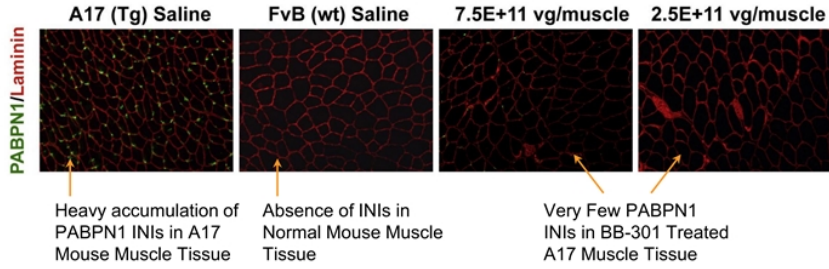 A17 (Tg) Saline
FvB (wt) Saline
7.5E+11 vg/muscle
2.5E+11 vg/muscle
PABPN1/Laminin
Heavy accumulation of
PABPN1 INIs in A17
Mouse Muscle Tissue
Absence of INIs in
Normal Mouse Muscle
Tissue
Very Few PABPN1
INIs in BB-301 Treated
A17 Muscle Tissue